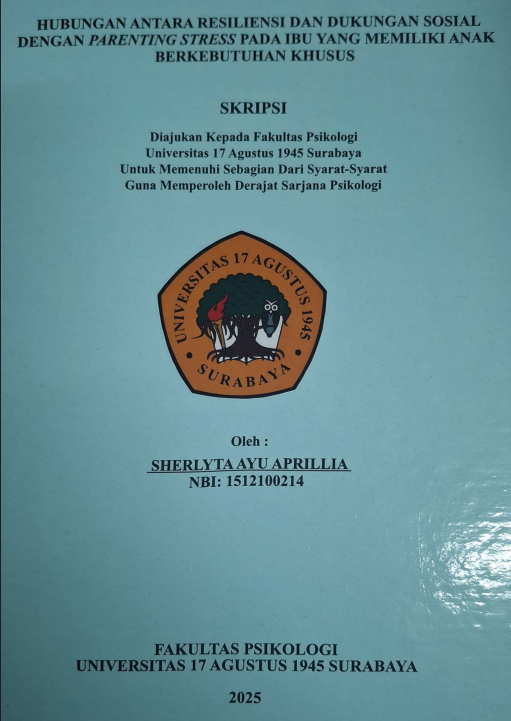 HUBUNGAN ANTARA RESILIENSI DAN DUKUNGAN SOSIAL
DENGAN PARENTING STRESS PADA IBU YANG MEMILIKI ANAK
BERKEBUTUHAN KHUSUS
SKRIPSI
Diajukan Kepada Fakultas Psikologi
Universitas 17 Agustus 1945 Surabaya
Untuk Memenuhi Sebagian Dari Syarat-Syarat
Guna Memperoleh Derajat Sarjana Psikologi
UNIVERSITAS 17 AGUSTUS 1945
SURABAYA
Oleh :
SHERLYTA AYU APRILLIA
NBI: 1512100214
FAKULTAS PSIKOLOGI
UNIVERSITAS 17 AGUSTUS 1945 SURABAYA
2025